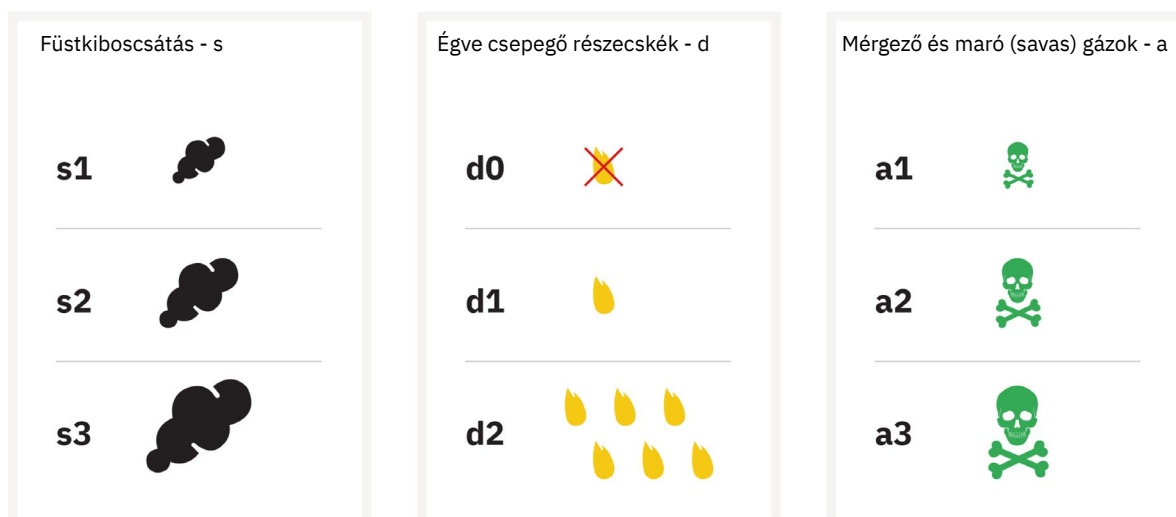 Füstkiboscsátás - s
s1
s2
s3
Égve csepegő részecskék - d
d0
d1
d2
Mérgező és maró (savas) gázok - a
a1
a2
a3